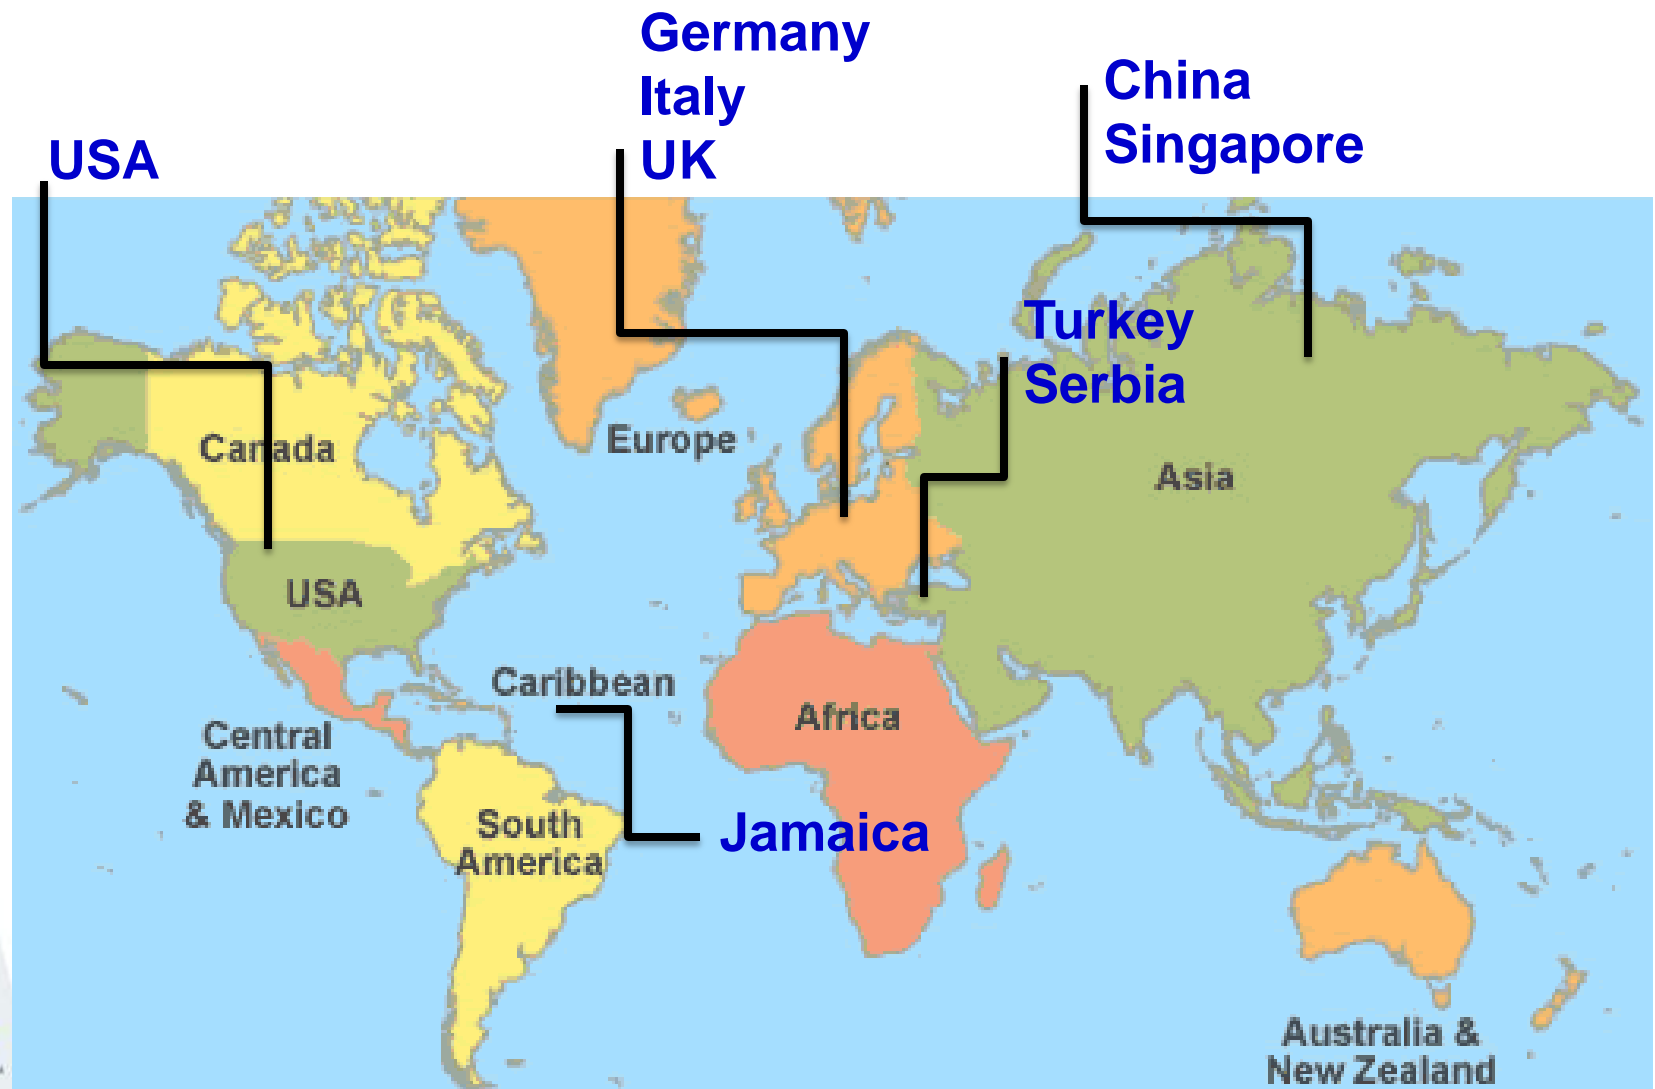 Germany
Italy
UK
China
Singapore
USA
Turkey
Serbia
Canada
Europe
Asia
USA
Caribbean
Africa
Central
America
& Mexico
South
America
Jamaica
Australia &
New Zealand